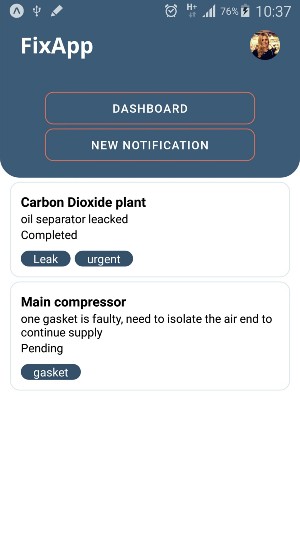 H+
76%
10:37
FixApp
DASHBOARD
NEW NOTIFICATION
Carbon Dioxide plant
oil separator leacked
Completed
Leak
urgent
Main compressor
one gasket is faulty, need to isolate the air end to
continue supply
Pending
gasket